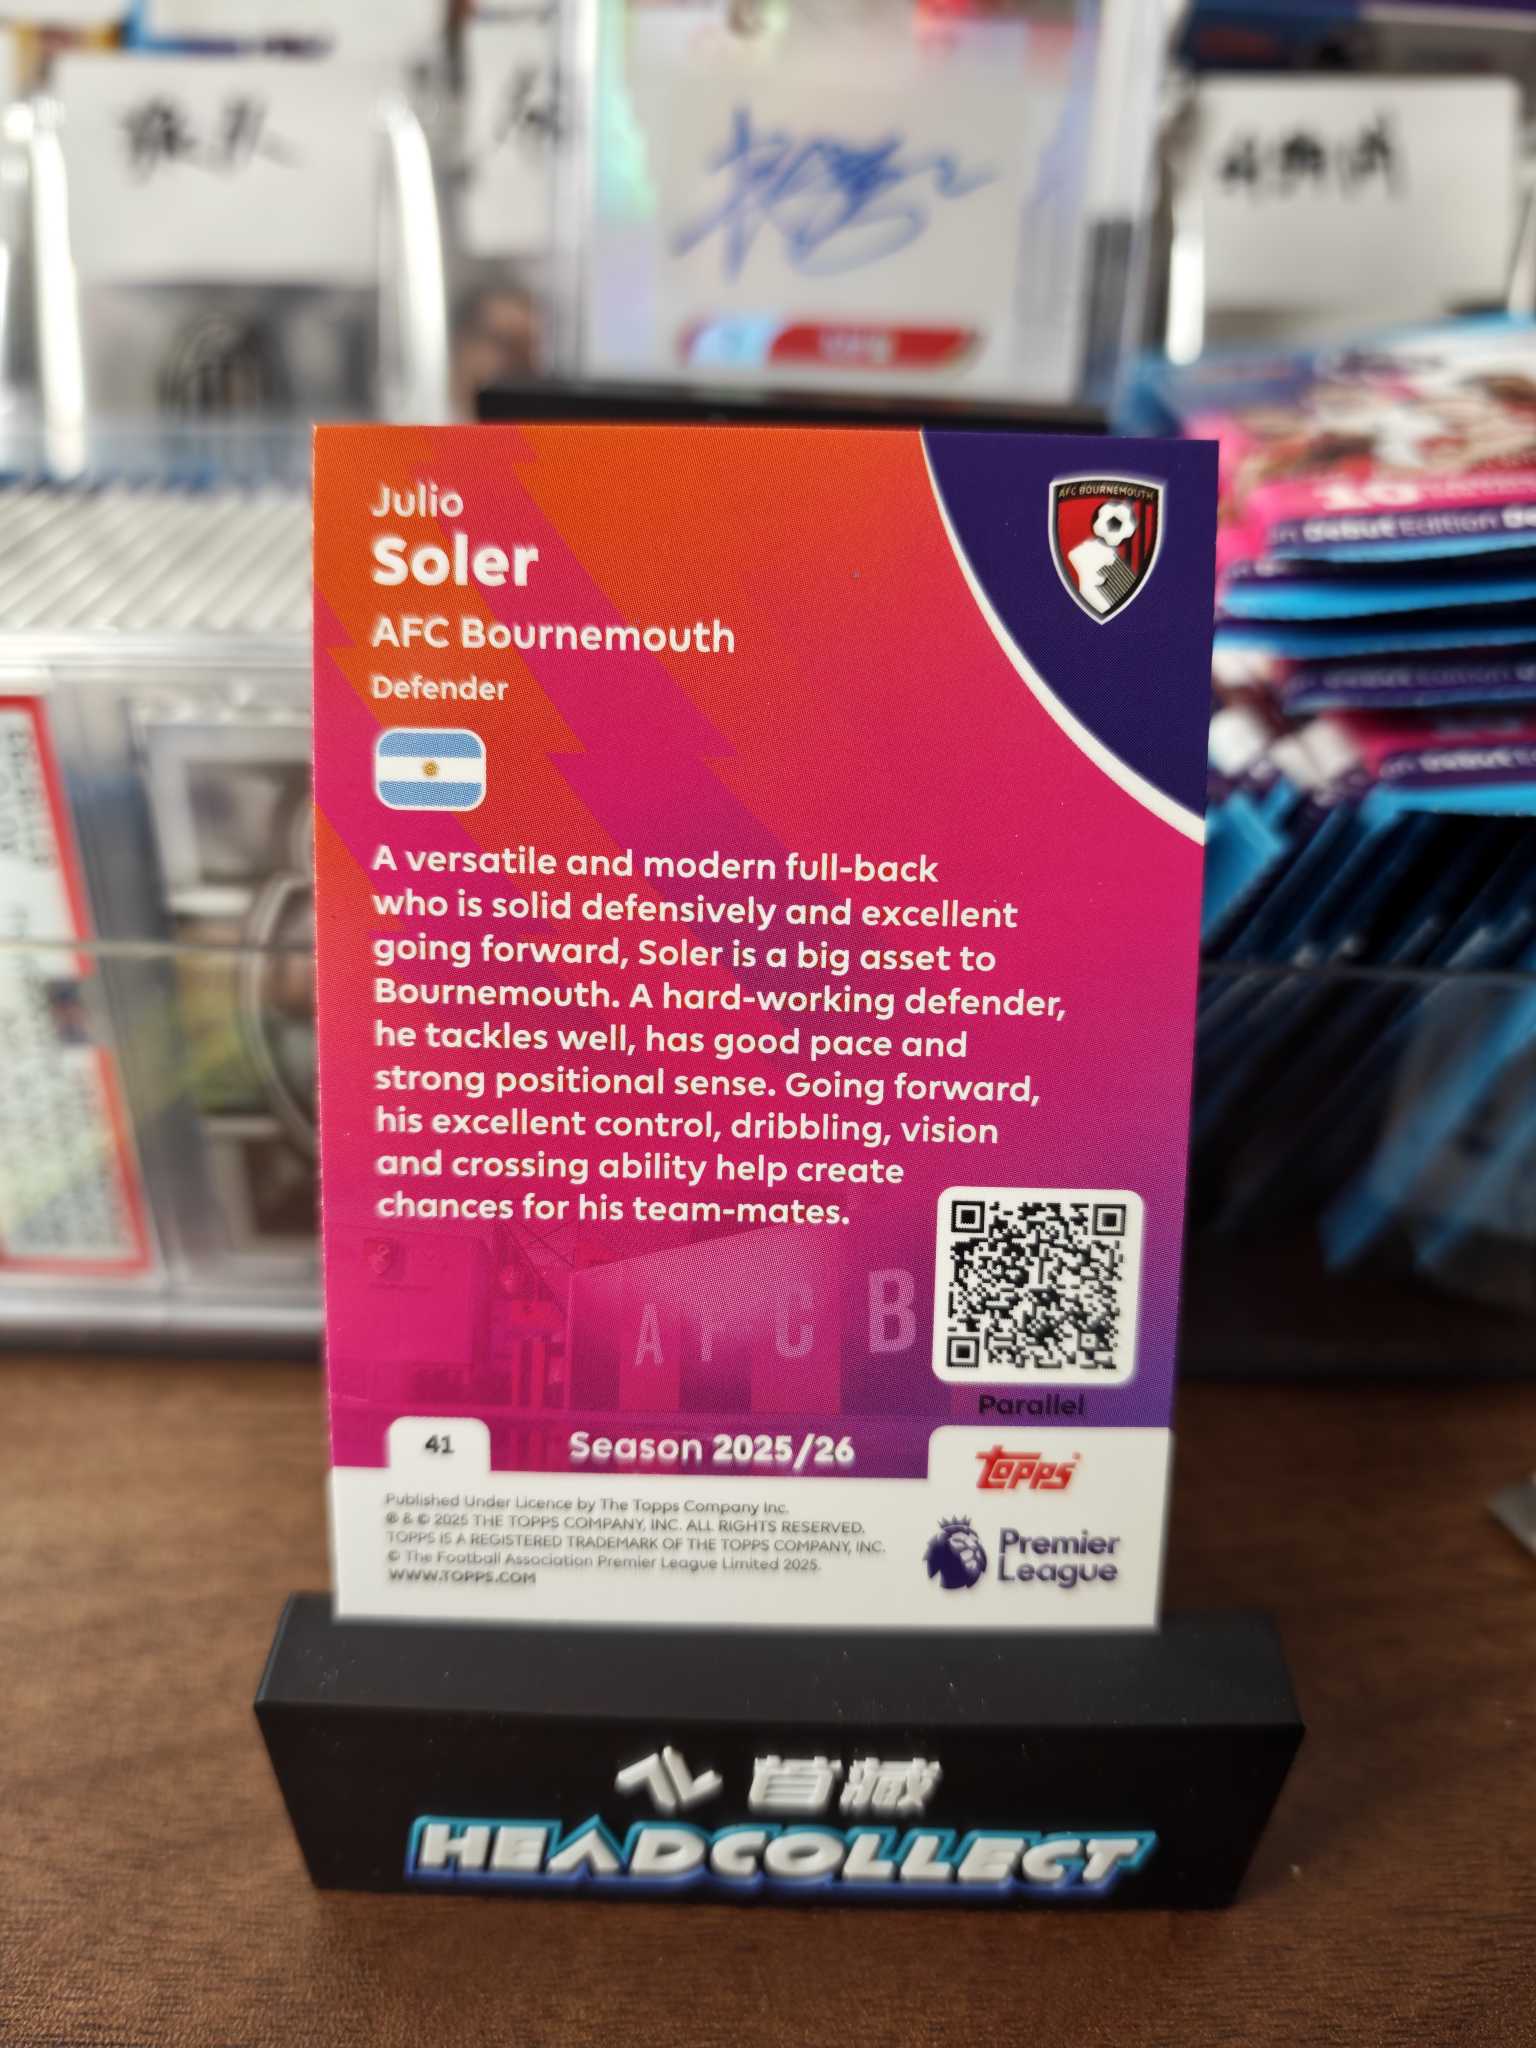 AFC BOURNEMOUTH
Julio
Soler
AFC Bournemouth
Defender
A versatile and modern full-back
who is solid defensively and excellent
going forward, Soler is a big asset to
Bournemouth. A hard-working defender,
he tackles well, has good pace and
strong positional sense. Going forward,
his excellent control, dribbling, vision
and crossing ability help create
chances for his team-mates.
A F C B
Parallel
41
Season 2025/26
Topps
Published Under Licence by The Topps Company Inc.
® & © 2025 THE TOPPS COMPANY, INC. ALL RIGHTS RESERVED.
TOPPS IS A REGISTERED TRADEMARK OF THE TOPPS COMPANY, INC.
© The Football Association Premier League Limited 2025.
WWW.TOPPS.COM
Premier
League
首藏
HEADCOLLECT